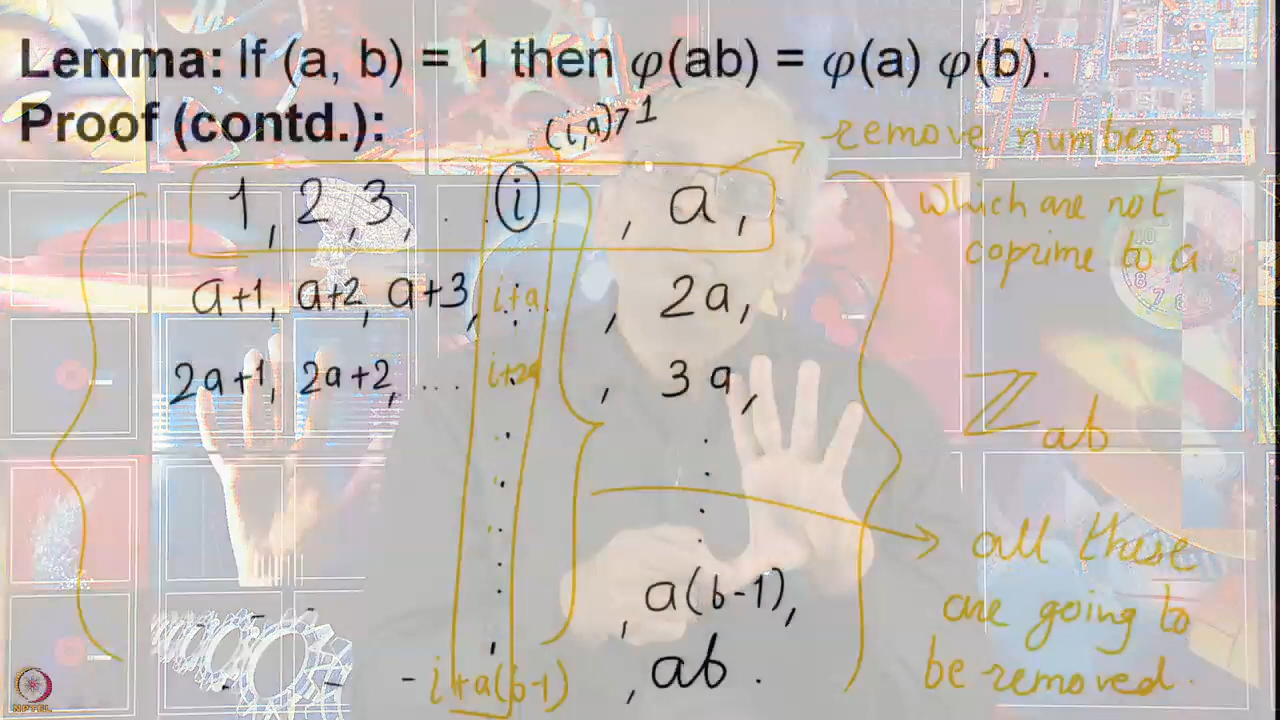 Lemma: If (a, b) = 1 then φ(ab) = φ(a) φ(b).
Proof (contd.):
(i,a)>1
remove numbers
which are not
coprime to a.
1, 2, 3, . . i , a,
a+1, a+2, a+3, i+a , 2a,
2a+1, 2a+2, .... i+2a , 3a,
ℤab
all these
are going to
be removed.
, a(b-1),
- i+a(b-1) , ab.
NPTEL